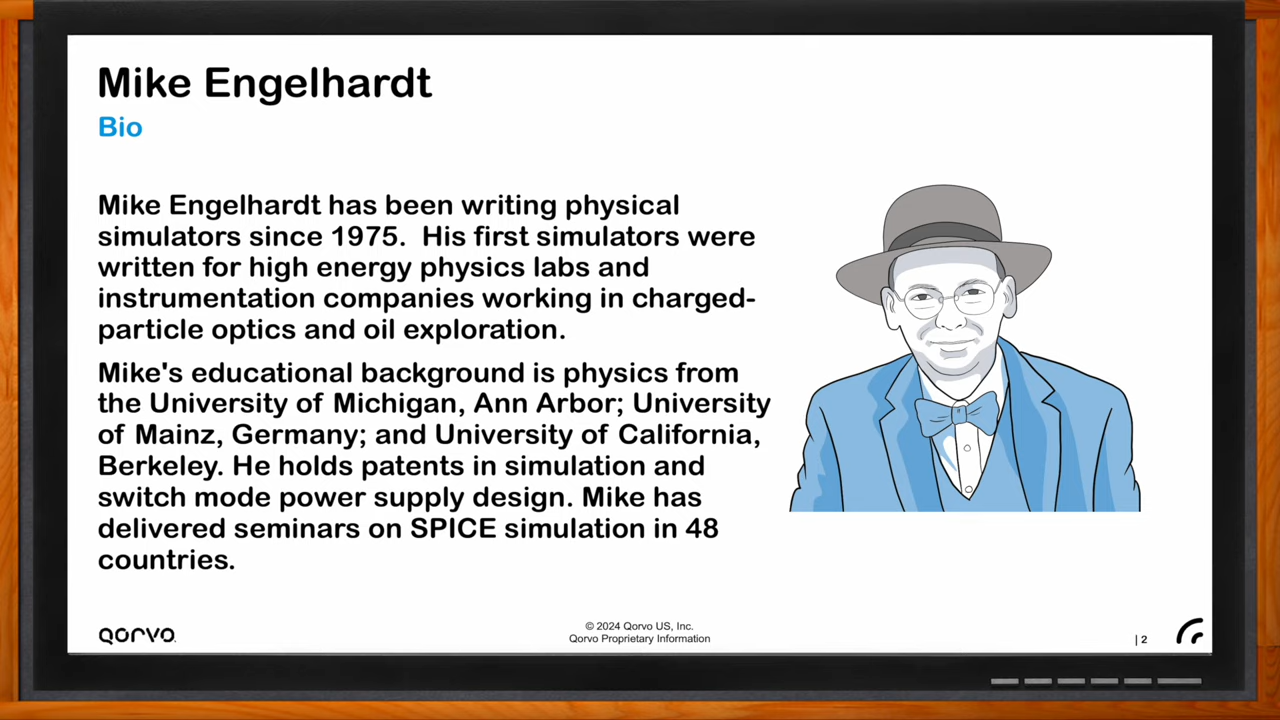 Mike Engelhardt
Bio
Mike Engelhardt has been writing physical
simulators since 1975.  His first simulators were
written for high energy physics labs and
instrumentation companies working in charged-
particle optics and oil exploration.
Mike's educational background is physics from
the University of Michigan, Ann Arbor; University
of Mainz, Germany; and University of California,
Berkeley. He holds patents in simulation and
switch mode power supply design. Mike has
delivered seminars on SPICE simulation in 48
countries.
QORVO
© 2024 Qorvo US, Inc.
Qorvo Proprietary Information
| 2